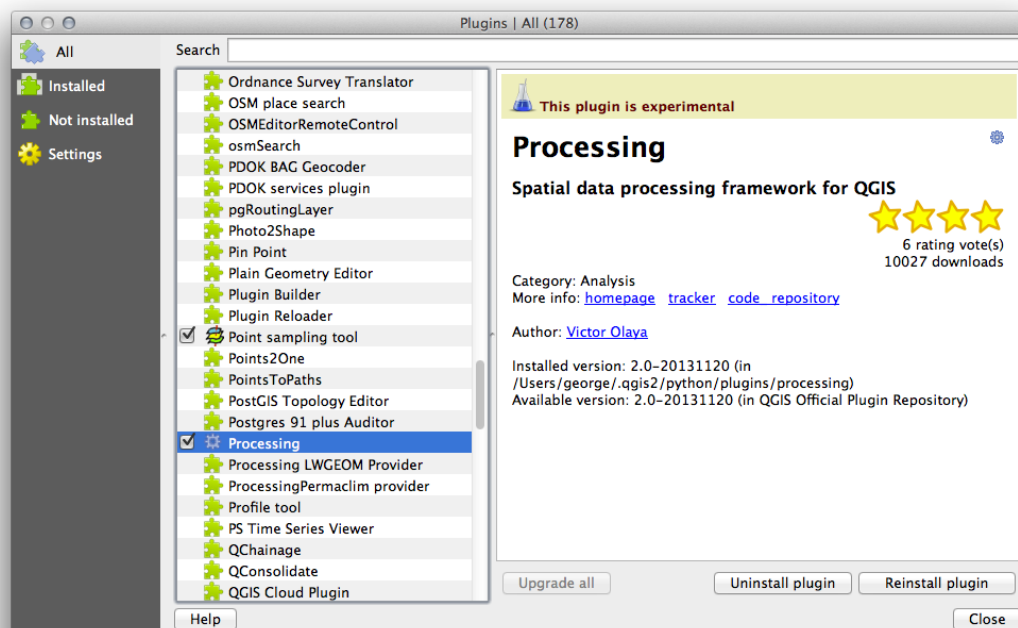 Plugins | All (178)
All
Installed
Not installed
Settings
Search
Ordnance Survey Translator
OSM place search
OSMEditorRemoteControl
osmSearch
PDOK BAG Geocoder
PDOK services plugin
pgRoutingLayer
Photo2Shape
Pin Point
Plain Geometry Editor
Plugin Builder
Plugin Reloader
Point sampling tool
Points2One
PointsToPaths
PostGIS Topology Editor
Postgres 91 plus Auditor
Processing
Processing LWGEOM Provider
ProcessingPermaclim provider
Profile tool
PS Time Series Viewer
QChainage
QConsolidate
QGIS Cloud Plugin
This plugin is experimental
Processing
Spatial data processing framework for QGIS
6 rating vote(s)
10027 downloads
Category: Analysis
More info: homepage tracker code repository
Author: Victor Olaya
Installed version: 2.0-20131120 (in
/Users/george/.qgis2/python/plugins/processing)
Available version: 2.0-20131120 (in QGIS Official Plugin Repository)
Upgrade all
Uninstall plugin
Reinstall plugin
Help
Close